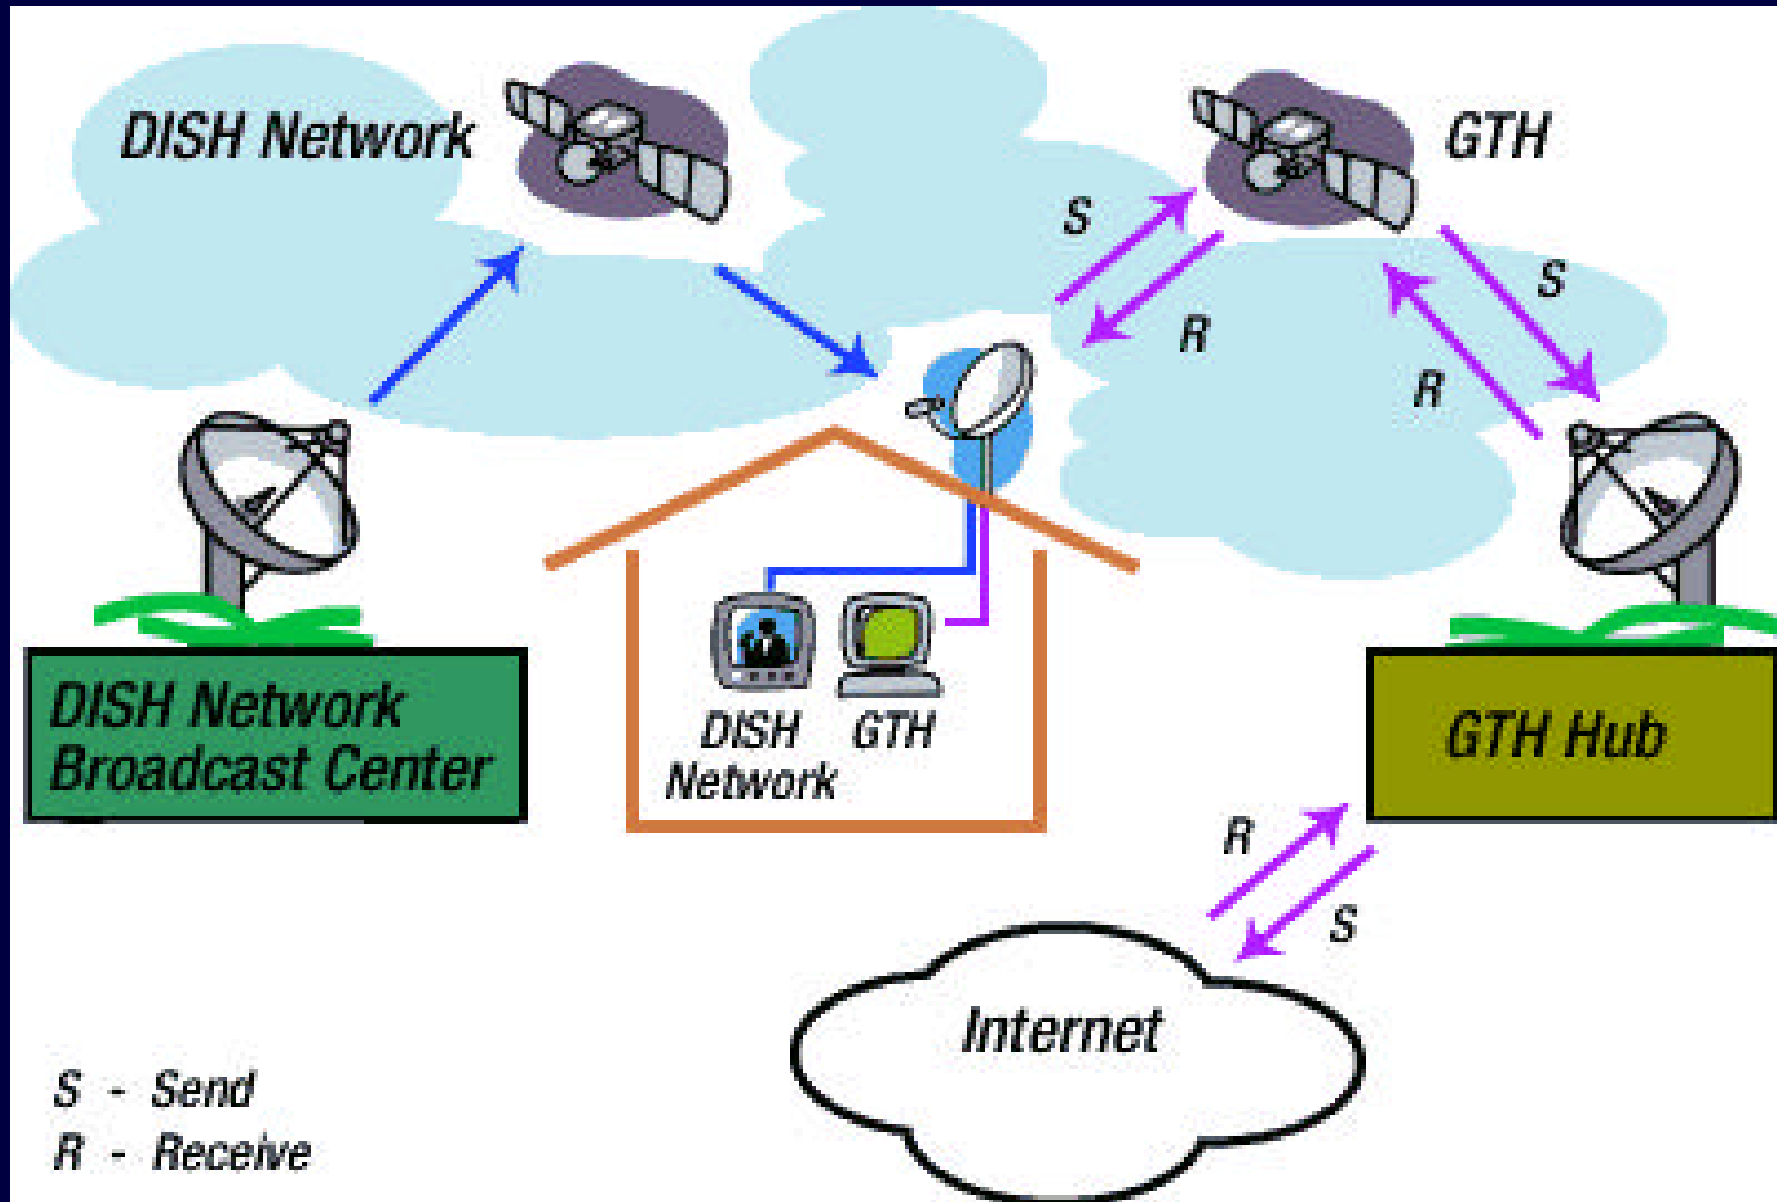 DISH Network
GTH
S
R
S
R
DISH
Network
GTH
DISH Network
Broadcast Center
GTH Hub
R
S
Internet
S - Send
R - Receive